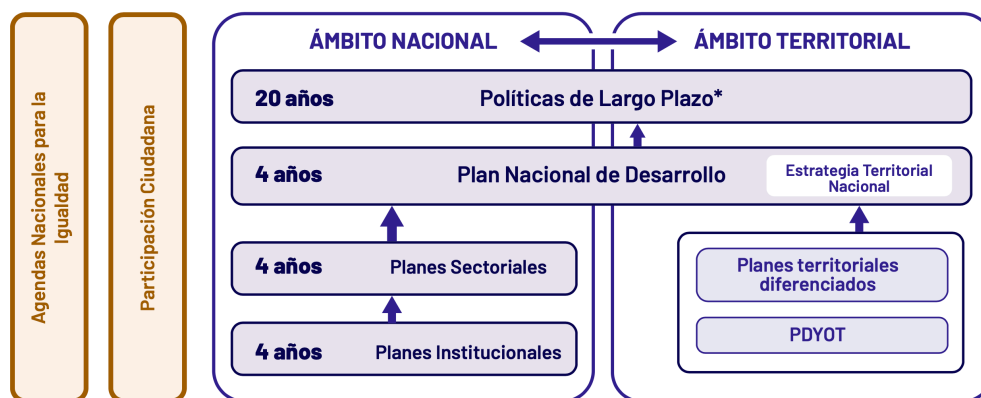 Agendas Nacionales para la
Igualdad
Participación Ciudadana
ÁMBITO NACIONAL
ÁMBITO TERRITORIAL
20 años
Políticas de Largo Plazo*
4 años
Plan Nacional de Desarrollo
Estrategia Territorial
Nacional
4 años
Planes Sectoriales
4 años
Planes Institucionales
Planes territoriales
diferenciados
PDYOT